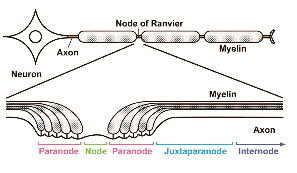 Node of Ranvier
Axon
Myelin
Neuron
Myelin
Axon
Paranode Node Paranode Juxtaparanode Internode